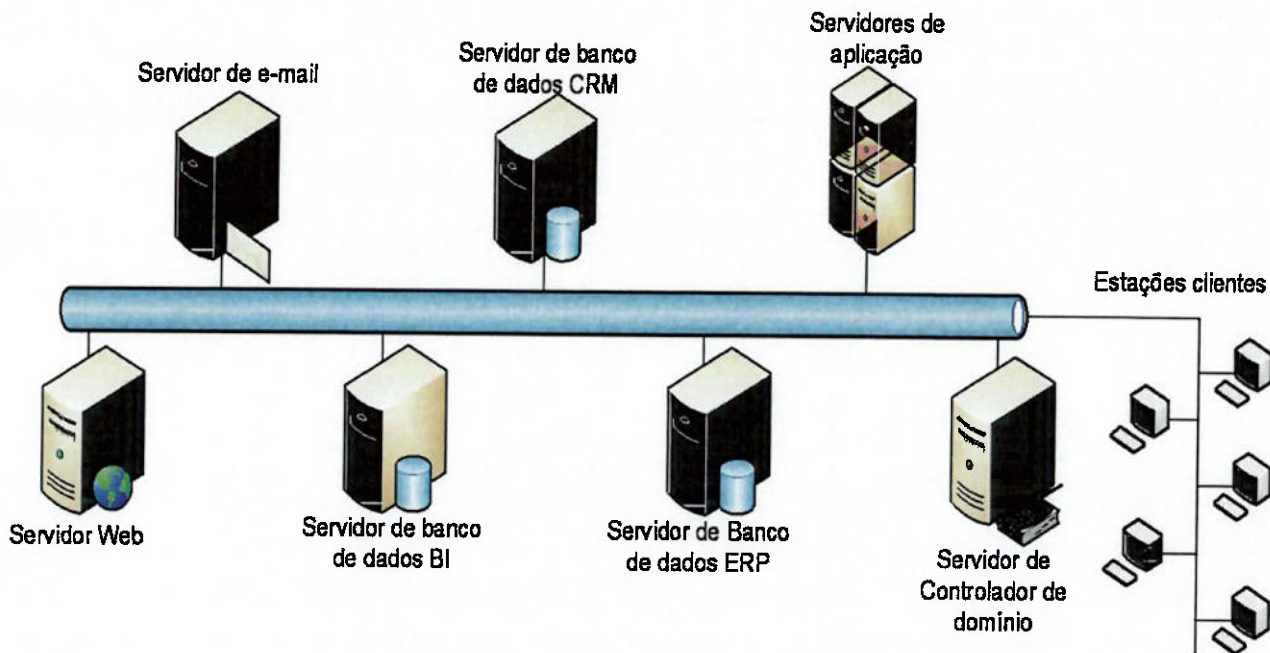 Servidor de e-mail
Servidor de banco
de dados CRM
Servidores de
aplicação
Estações clientes
Servidor Web
Servidor de banco
de dados BI
Servidor de Banco
de dados ERP
Servidor de
Controlador de
domínio